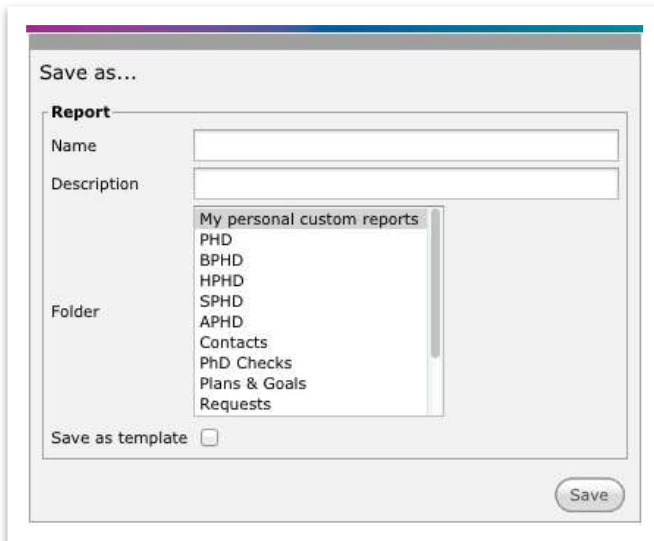 Save as...
Report
Name
Description
My personal custom reports
PHD
BPHD
HPHD
SPHD
Folder
APHD
Contacts
PhD Checks
Plans & Goals
Requests
Save as template
Save